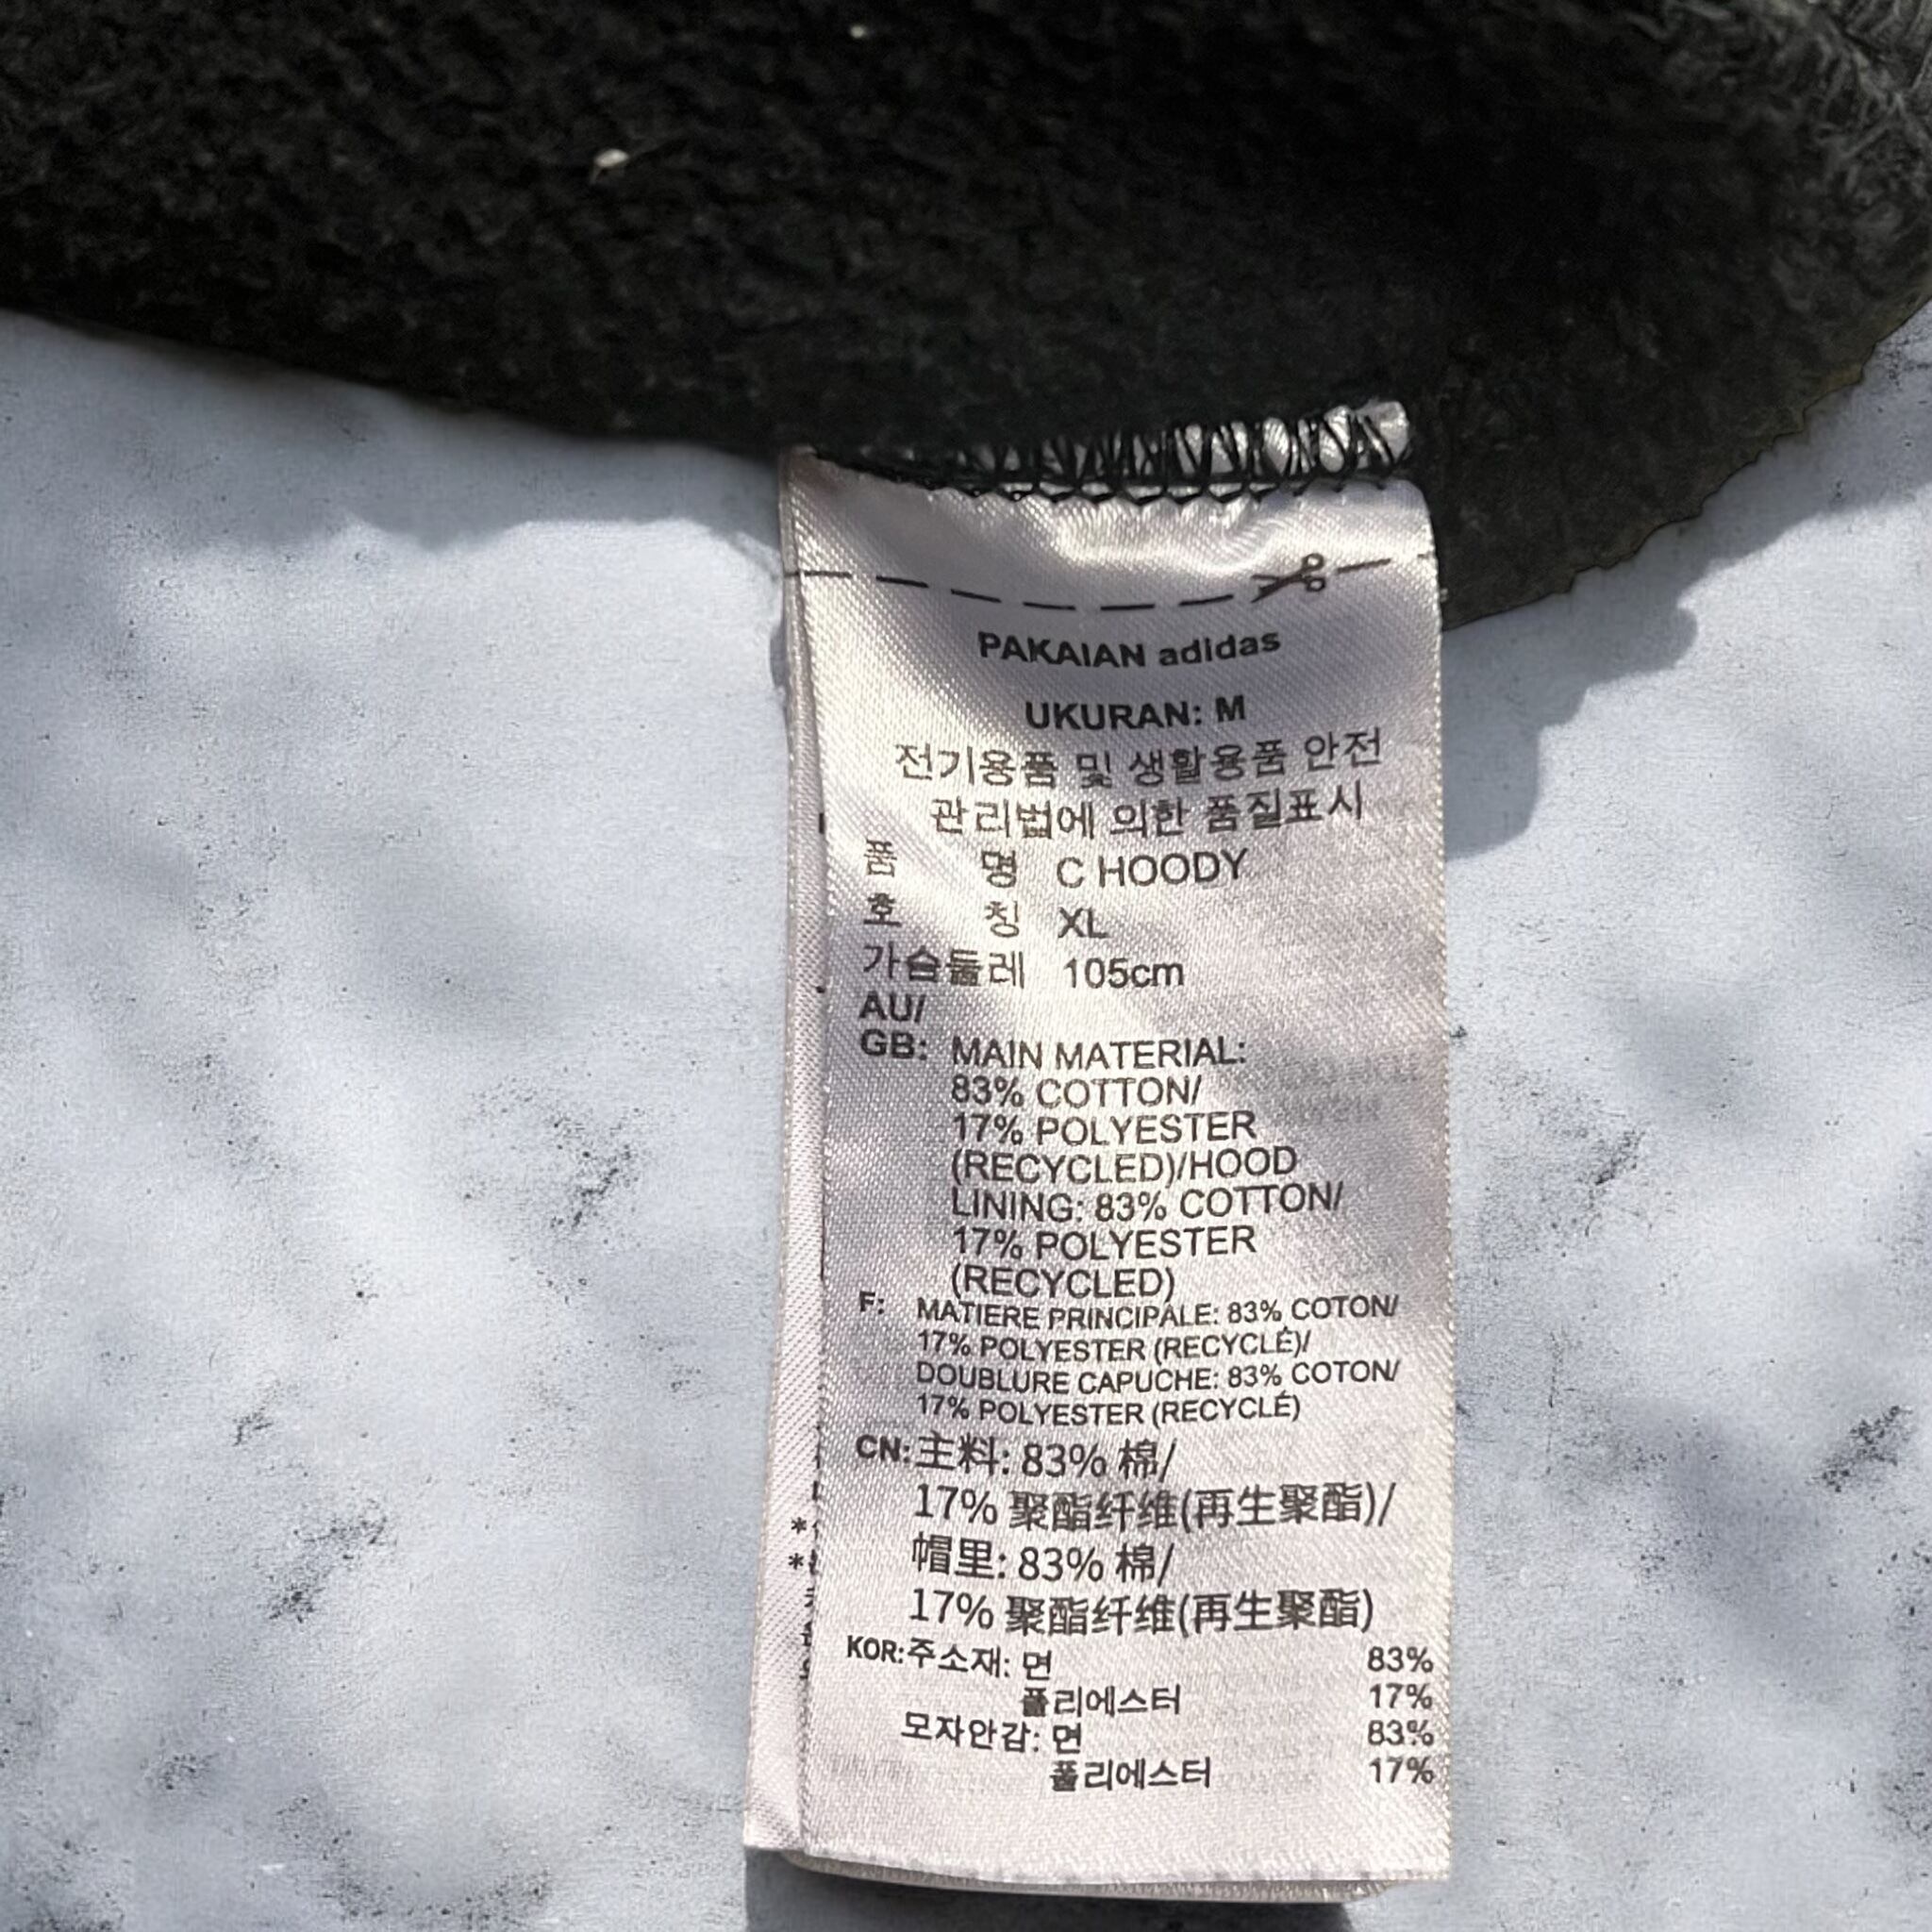 PAKAIAN adidas
UKURAN: M
전기용품 및 생활용품 안전
관리법에 의한 품질표시
품 명 C HOODY
호 칭 XL
가슴둘레 105cm
AU/
GB: MAIN MATERIAL:
83% COTTON/
17% POLYESTER
(RECYCLED)/HOOD
LINING: 83% COTTON/
17% POLYESTER
(RECYCLED)
F: MATIERE PRINCIPALE: 83% COTON/
17% POLYESTER (RECYCLÉ)/
DOUBLURE CAPUCHE: 83% COTON/
17% POLYESTER (RECYCLÉ)
CN: 主料: 83% 棉/
17% 聚酯纤维(再生聚酯)/
帽里: 83% 棉/
17% 聚酯纤维(再生聚酯)
KOR: 주소재: 면 83%
폴리에스터 17%
모자안감: 면 83%
폴리에스터 17%